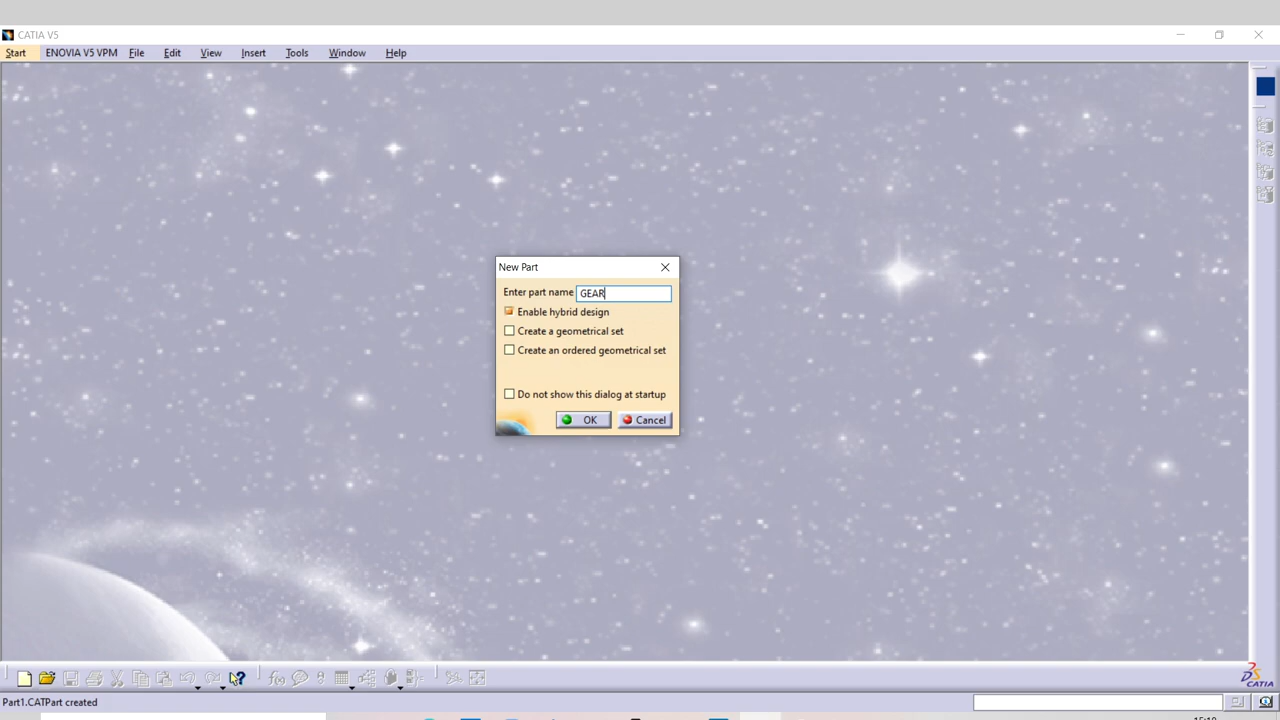 CATIA V5
Start ENOVIA V5 VPM File Edit View Insert Tools Window Help
New Part
Enter part name GEAR
Enable hybrid design
Create a geometrical set
Create an ordered geometrical set
Do not show this dialog at startup
OK Cancel
CATIA
Part1.CATPart created